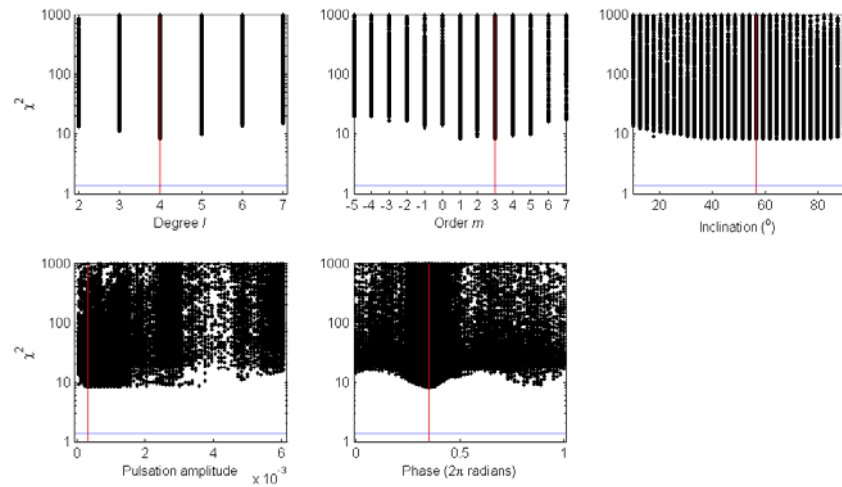 1000
100
10
1
χ²
2 3 4 5 6 7
Degree l
1000
100
10
1
-5 -4 -3 -2 -1 0 1 2 3 4 5 6 7
Order m
1000
100
10
1
20 40 60 80
Inclination (°)
1000
100
10
1
χ²
0 2 4 6
Pulsation amplitude x 10⁻³
1000
100
10
1
0 0.5 1
Phase (2π radians)